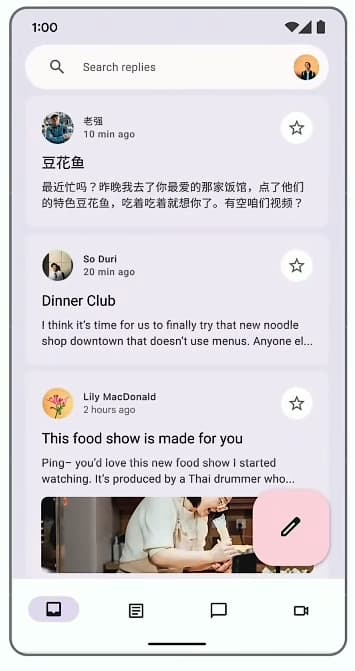 1:00
Search replies
老强
10 min ago
豆花鱼
最近忙吗？昨晚我去了你最爱的那家饭馆，点了他们
的特色豆花鱼，吃着吃着就想你了。有空咱们视频？
So Duri
20 min ago
Dinner Club
I think it's time for us to finally try that new noodle
shop downtown that doesn't use menus. Anyone el...
Lily MacDonald
2 hours ago
This food show is made for you
Ping– you'd love this new food show I started
watching. It's produced by a Thai drummer who...